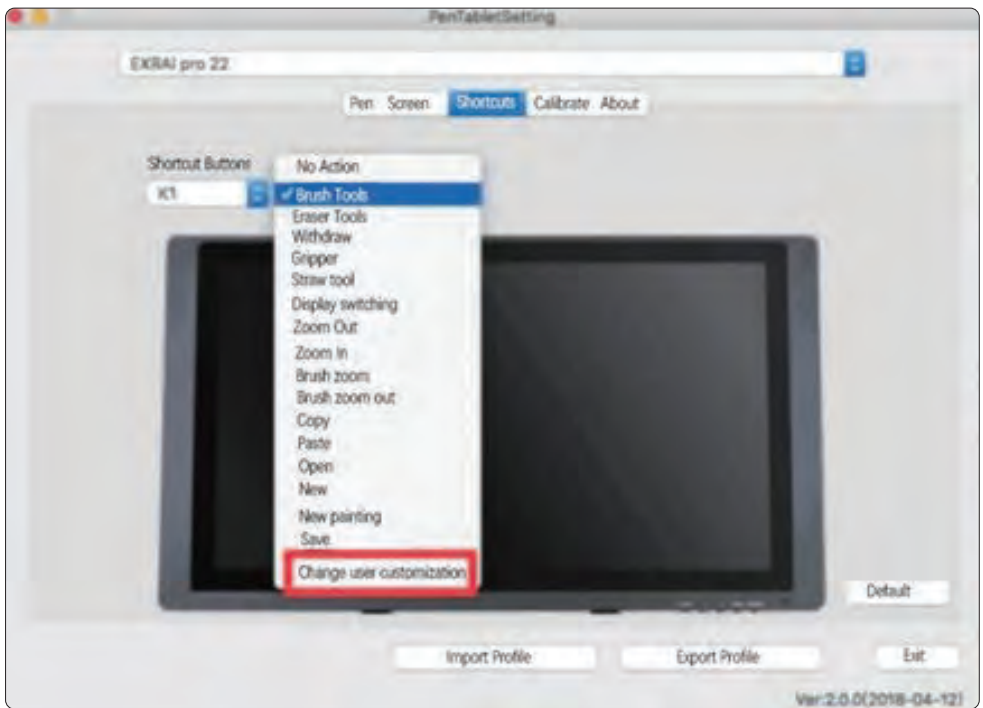 PenTabletSetting
EKRAI pro 22
Pen Screen Shortcuts Calibrate About
Shortcut Buttons
K1
No Action
✓ Brush Tools
Eraser Tools
Withdraw
Gripper
Straw tool
Display switching
Zoom Out
Zoom In
Brush zoom
Brush zoom out
Copy
Paste
Open
New
New painting
Save
Change user customization
Default
Import Profile
Export Profile
Exit
Ver:2.0.0(2018-04-12)